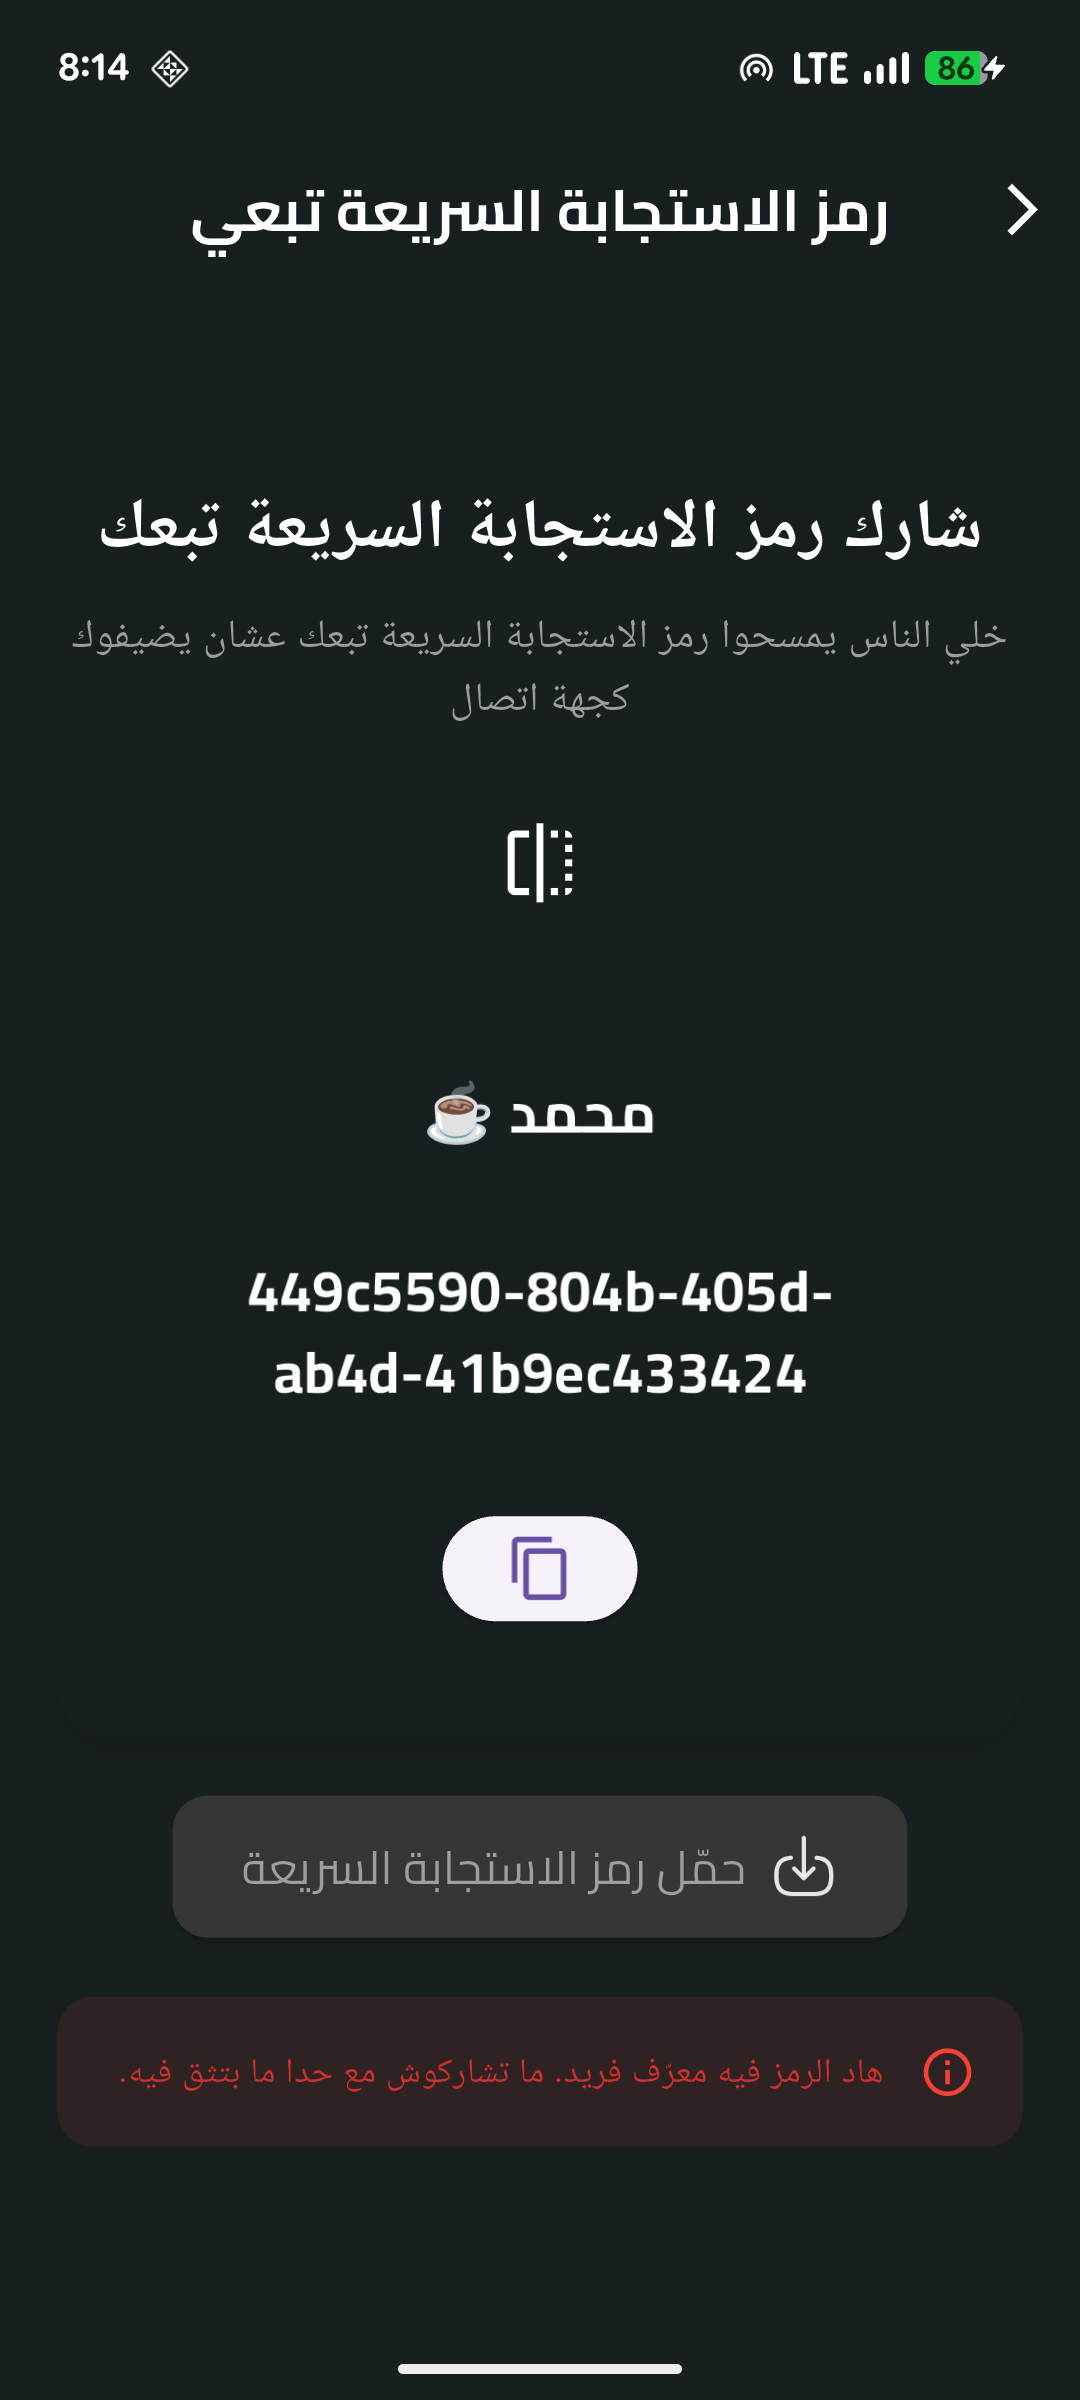 8:14
LTE
86
رمز الاستجابة السريعة تبعي
شارك رمز الاستجابة السريعة تبعك
خلي الناس يمسحوا رمز الاستجابة السريعة تبعك عشان يضيفوك
كجهة اتصال
محمد ☕
449c5590-804b-405d-
ab4d-41b9ec433424
حمّل رمز الاستجابة السريعة
هاد الرمز فيه معرّف فريد. ما تشاركوش مع حدا ما بتثق فيه.